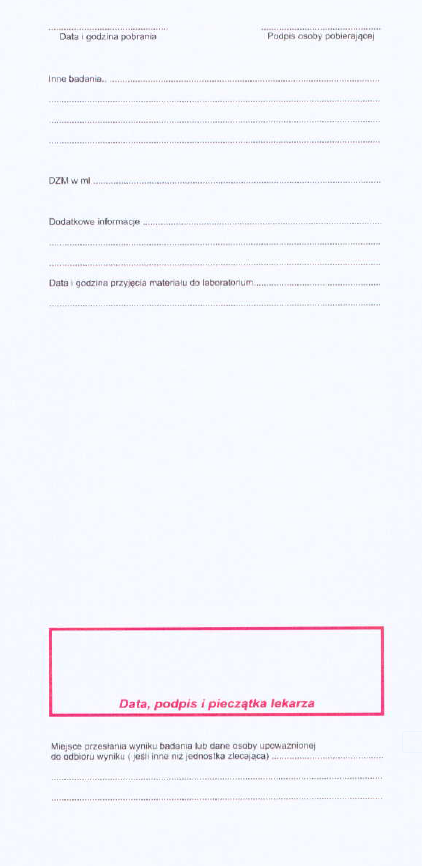 Data i godzina pobrania
Podpis osoby pobierającej
Inne badania
DZM w ml
Dodatkowe informacje
Data i godzina przyjęcia materiału do laboratorium
Data, podpis i pieczątka lekarza
Miejsce przesłania wyniku badania lub dane osoby upoważnionej
do odbioru wyniku ( jeśli inne niż jednostka zlecająca)